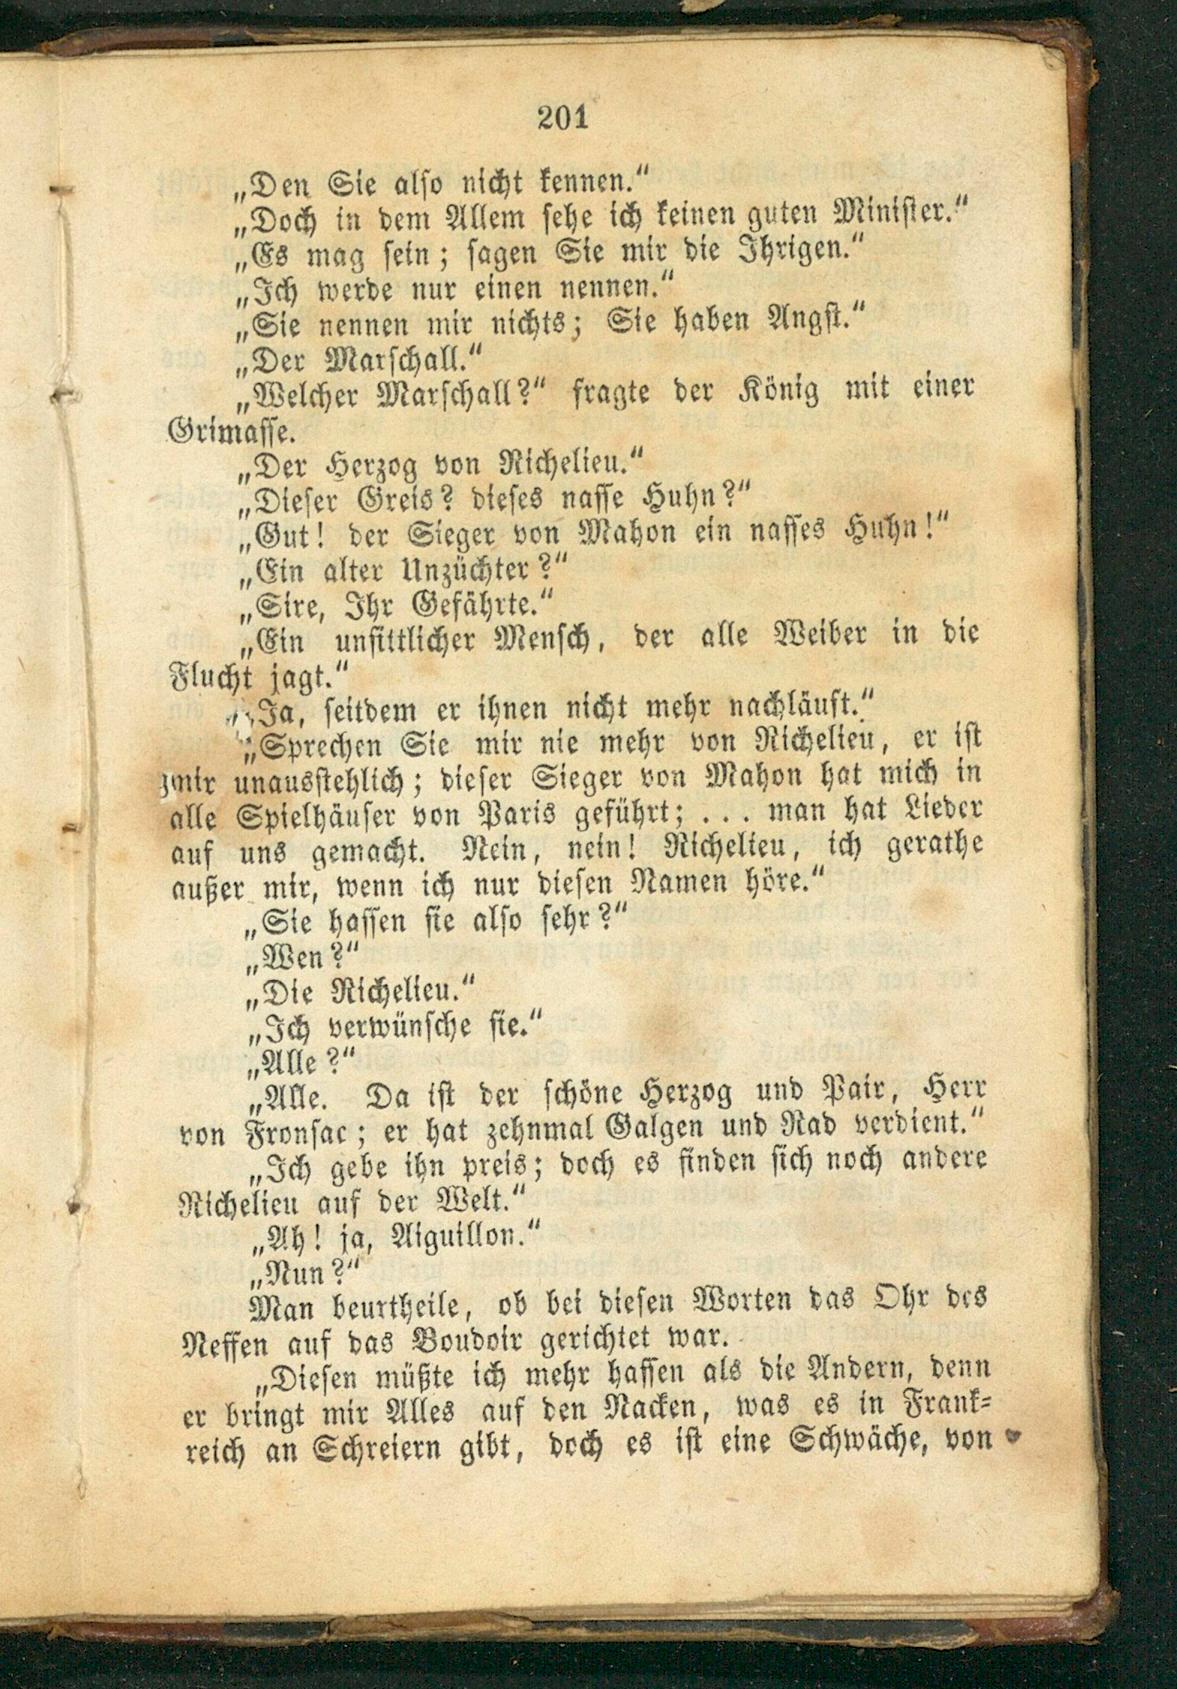 201
„Den Sie also nicht kennen.“
„Doch in dem Allem sehe ich keinen guten Minister.“
„Es mag sein; sagen Sie mir die Ihrigen.“
„Ich werde nur einen nennen.“
„Sie nennen mir nichts; Sie haben Angst.“
„Der Marschall.“
„Welcher Marschall?“ fragte der König mit einer
Grimasse.
„Der Herzog von Richelieu.“
„Dieser Greis? dieses nasse Huhn?“
„Gut! der Sieger von Mahon ein nasses Huhn!“
„Ein alter Unzüchter?“
„Sire, Ihr Gefährte.“
„Ein unsittlicher Mensch, der alle Weiber in die
Flucht jagt.“
„Ja, seitdem er ihnen nicht mehr nachläuft.“
„Sprechen Sie mir nie mehr von Richelieu, er ist
mir unausstehlich; dieser Sieger von Mahon hat mich in
alle Spielhäuser von Paris geführt; ... man hat Lieder
auf uns gemacht. Nein, nein! Richelieu, ich gerathe
außer mir, wenn ich nur diesen Namen höre.“
„Sie hassen sie also sehr?“
„Wen?“
„Die Richelieu.“
„Ich verwünsche sie.“
„Alle?“
„Alle. Da ist der schöne Herzog und Pair, Herr
von Fronsac; er hat zehnmal Galgen und Rad verdient.“
„Ich gebe ihn preis; doch es finden sich noch andere
Richelieu auf der Welt.“
„Ah! ja, Aiguillon.“
„Nun?“
Man beurtheile, ob bei diesen Worten das Ohr des
Neffen auf das Boudoir gerichtet war.
„Diesen müßte ich mehr hassen als die Andern, denn
er bringt mir Alles auf den Nacken, was es in Frank-
reich an Schreiern gibt, doch es ist eine Schwäche, von